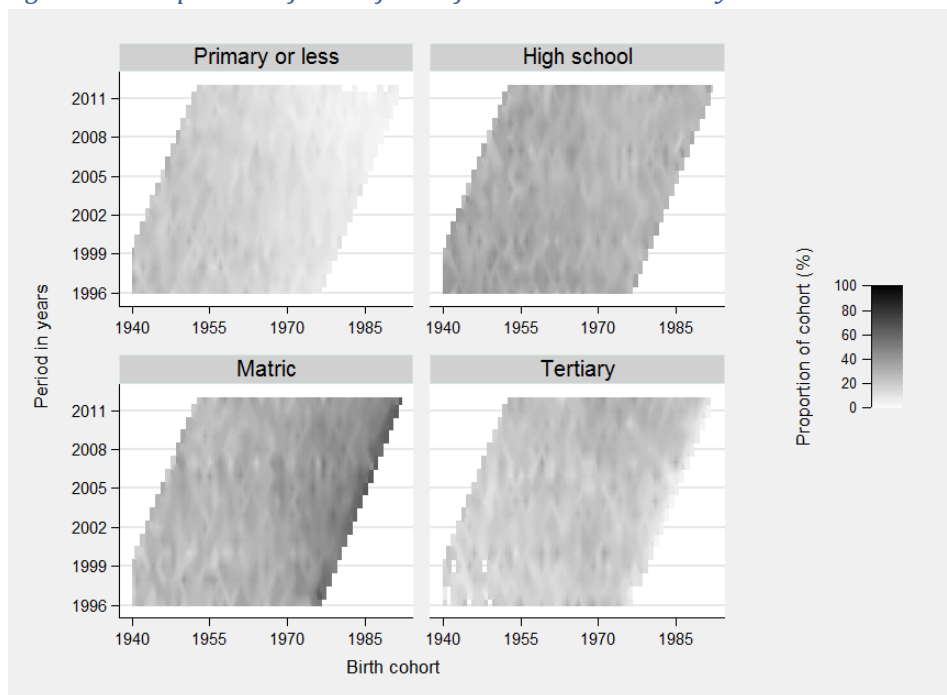 Primary or less
High school
2011
2008
2005
2002
1999
1996
1940 1955 1970 1985
1940 1955 1970 1985
Matric
Tertiary
2011
2008
2005
2002
1999
1996
1940 1955 1970 1985
1940 1955 1970 1985
Period in years
Birth cohort
Proportion of cohort (%)
100
80
60
40
20
0